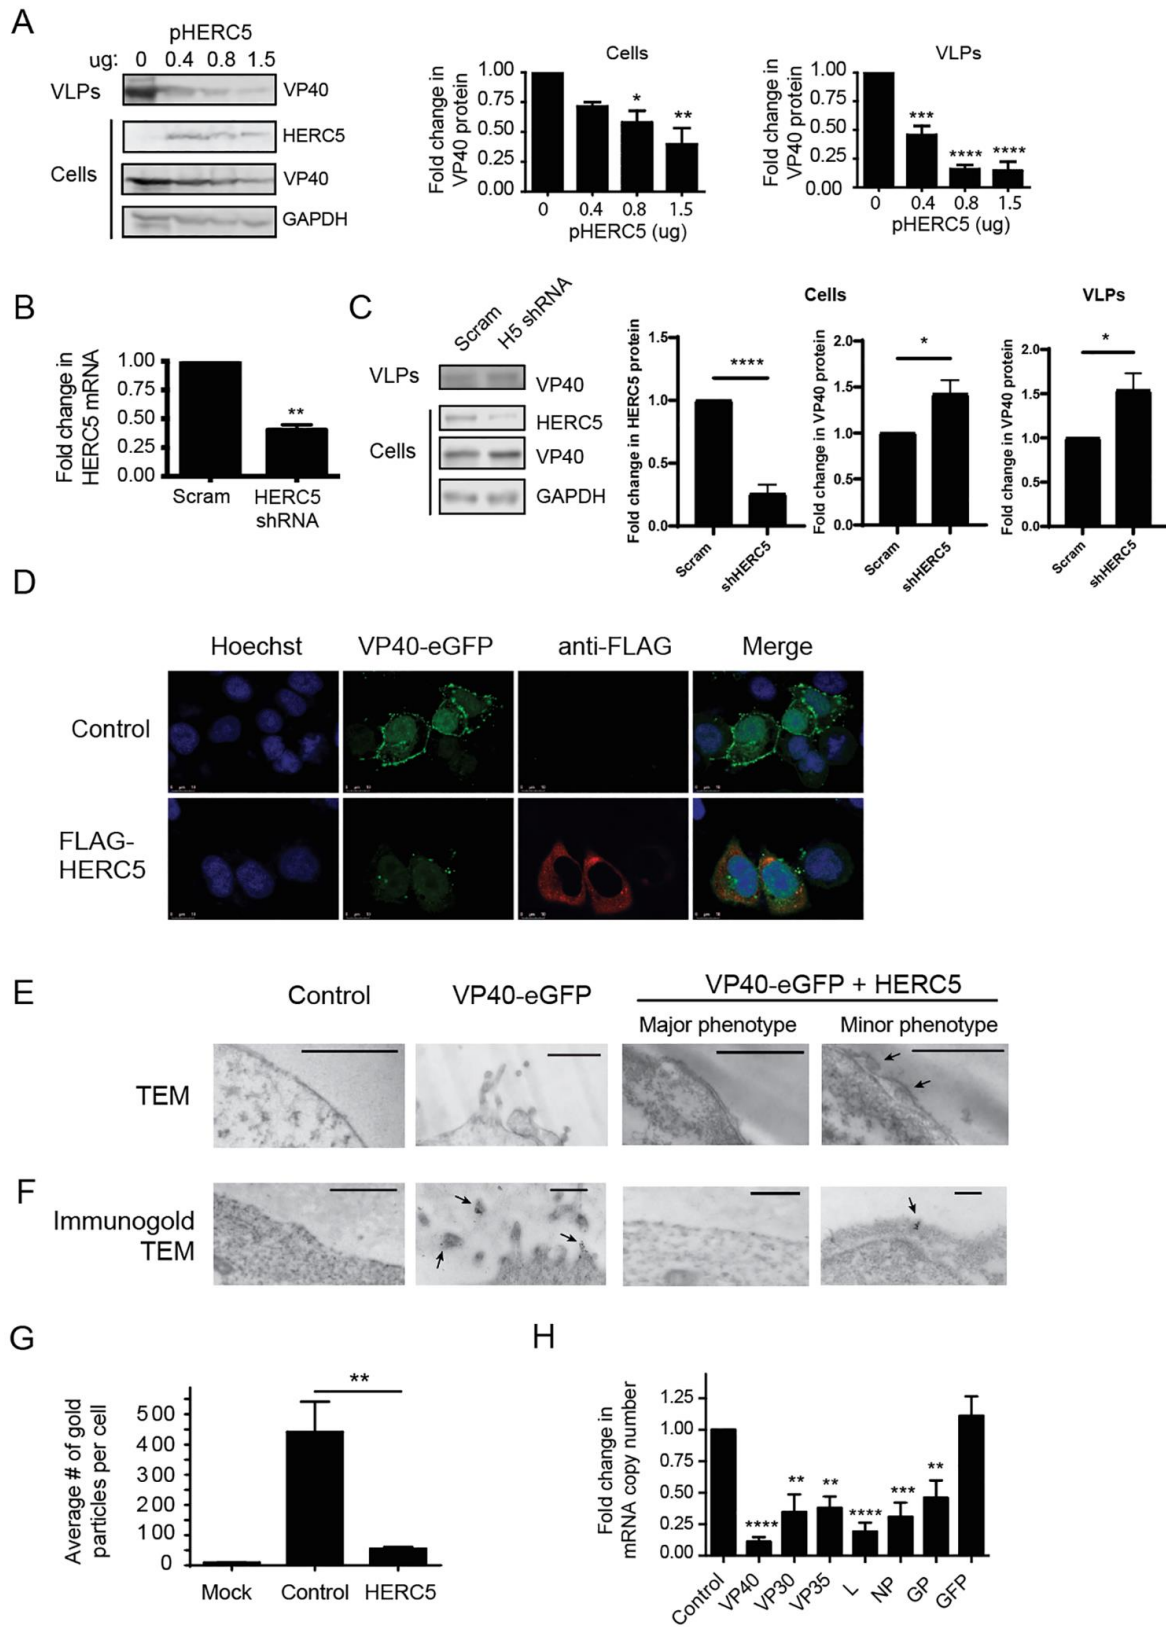 A
pHERC5
ug: 0 0.4 0.8 1.5
VLPs
VP40
HERC5
Cells
VP40
GAPDH
Cells
Fold change in
VP40 protein
1.00
0.75
0.50
0.25
0.00
*
**
0 0.4 0.8 1.5
pHERC5 (ug)
VLPs
Fold change in
VP40 protein
1.00
0.75
0.50
0.25
0.00
***
****
****
0 0.4 0.8 1.5
pHERC5 (ug)
B
Fold change in
HERC5 mRNA
1.00
0.75
0.50
0.25
0.00
**
Scram HERC5
shRNA
C
Scram H5 shRNA
VLPs
VP40
HERC5
Cells
VP40
GAPDH
Cells
VLPs
Fold change in HERC5 protein
1.5
1.0
0.5
0.0
****
Scram shHERC5
Fold change in VP40 protein
2.0
1.5
1.0
0.5
0.0
*
Scram shHERC5
Fold change in VP40 protein
2.0
1.5
1.0
0.5
0.0
*
Scram shHERC5
D
Hoechst VP40-eGFP anti-FLAG Merge
Control
FLAG-
HERC5
E
Control VP40-eGFP VP40-eGFP + HERC5
Major phenotype Minor phenotype
TEM
F
Immunogold
TEM
G
Average # of gold
particles per cell
500
400
300
200
100
0
**
Mock Control HERC5
H
Fold change in
mRNA copy number
1.25
1.00
0.75
0.50
0.25
0.00
****
**
**
****
***
**
Control VP40 VP30 VP35 L NP GP GFP